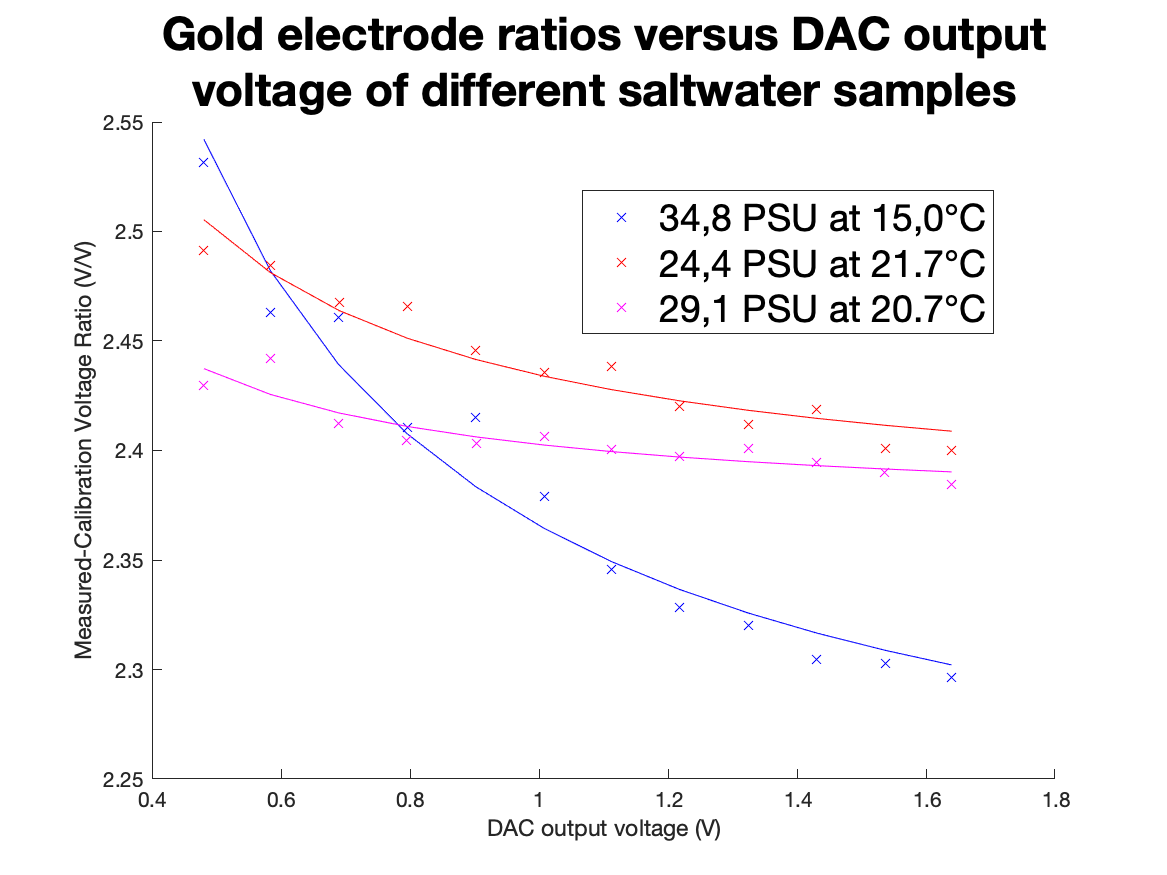 Gold electrode ratios versus DAC output
voltage of different saltwater samples
2.55
2.5
2.45
2.4
2.35
2.3
2.25
Measured-Calibration Voltage Ratio (V/V)
34,8 PSU at 15,0°C
24,4 PSU at 21.7°C
29,1 PSU at 20.7°C
0.4 0.6 0.8 1 1.2 1.4 1.6 1.8
DAC output voltage (V)